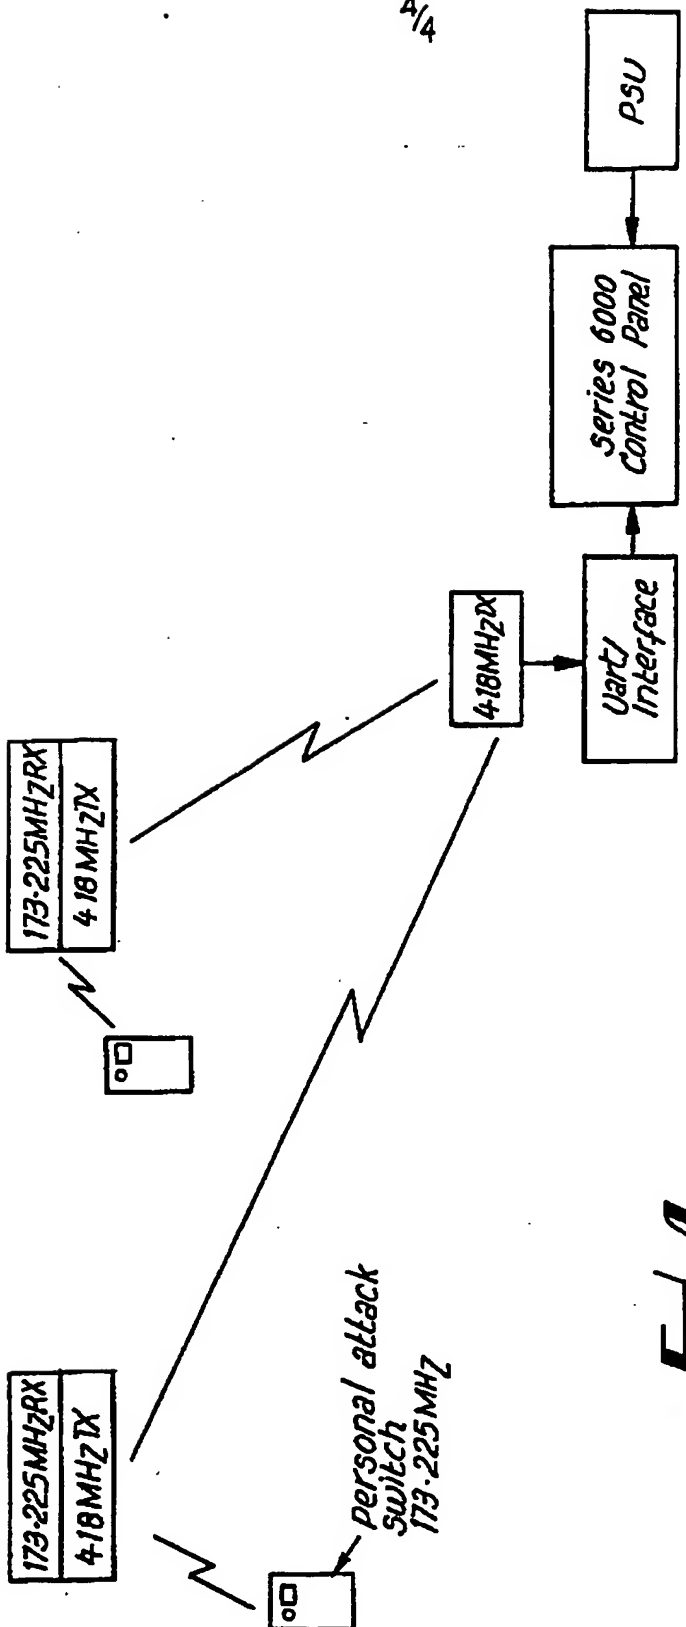 4/4
173·225MHZRX
418MHZTX
173·225MHZRX
418MHZTX
personal attack
switch
173·225MHZ
418MHZTX
Uart/
Interface
Series 6000
Control Panel
PSU